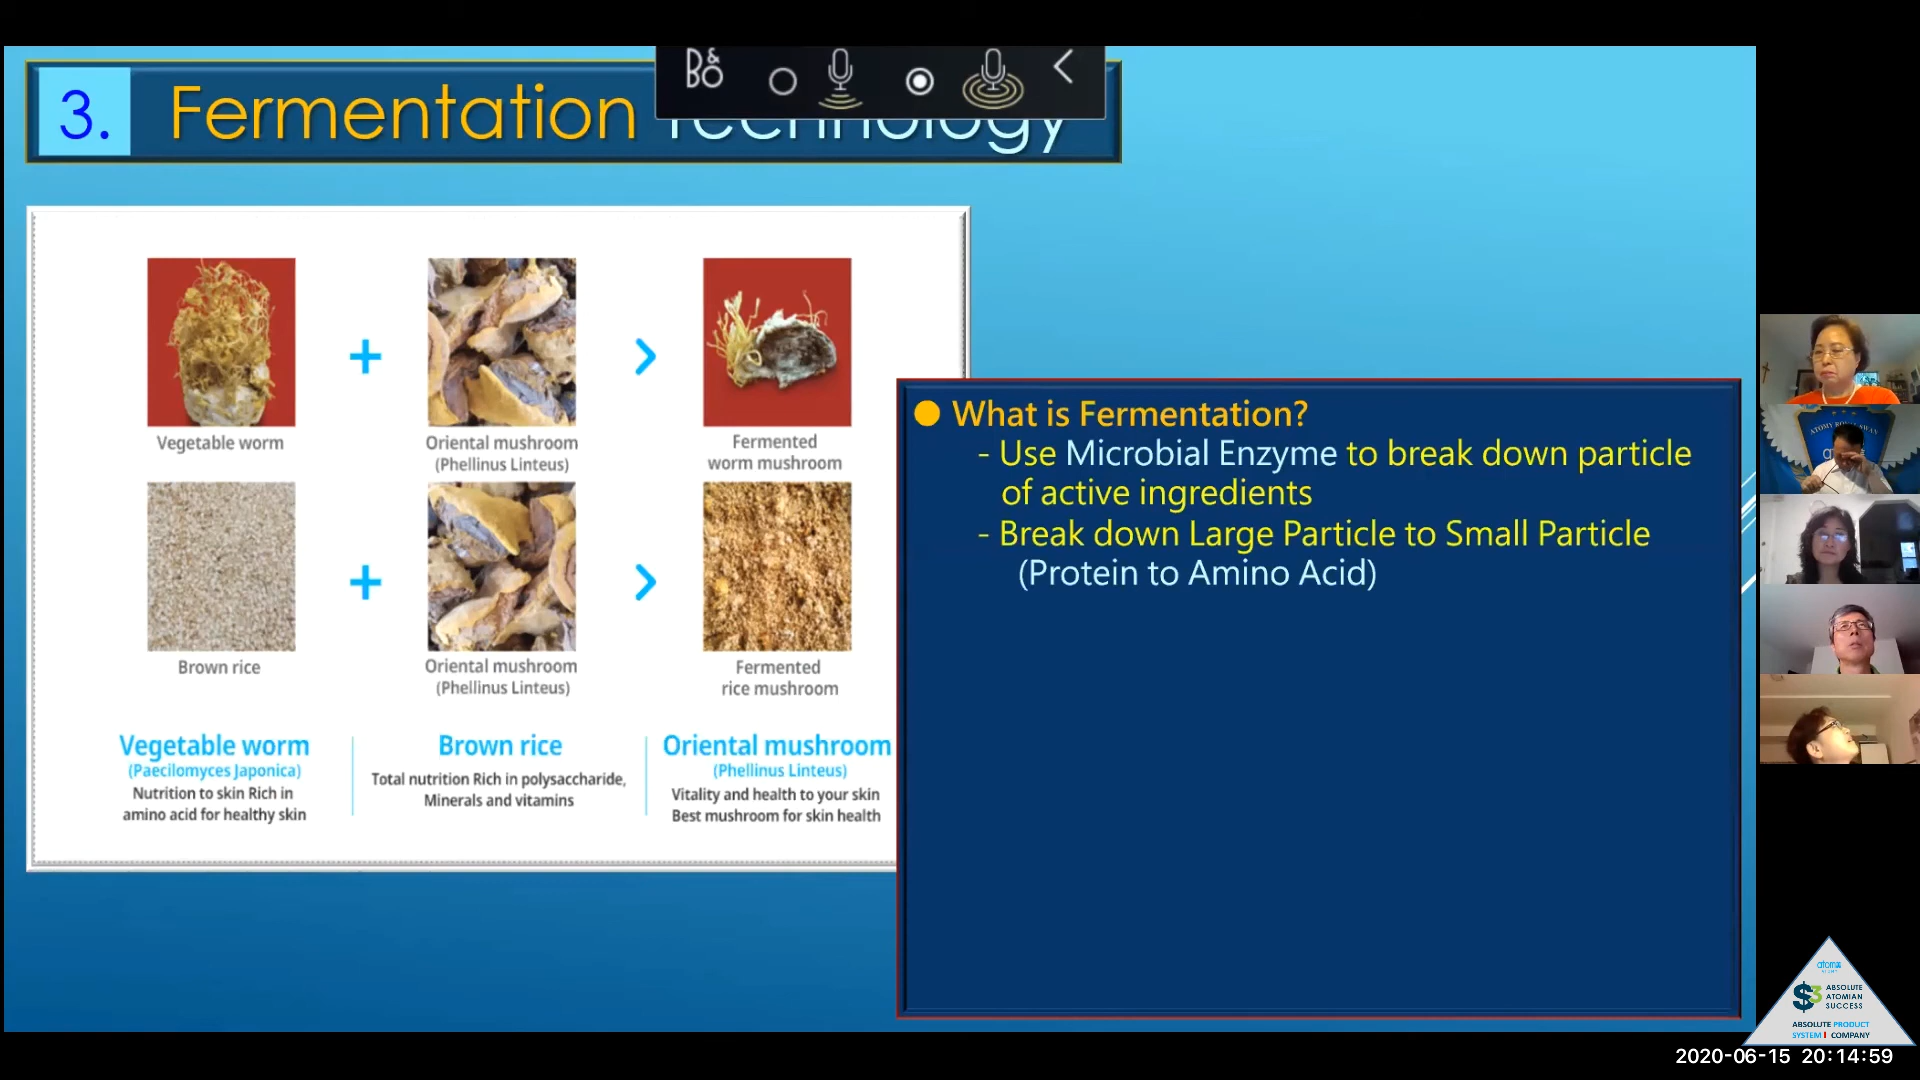 B&O
3. Fermentation Technology
Vegetable worm
Oriental mushroom
(Phellinus Linteus)
Fermented
worm mushroom
Brown rice
Oriental mushroom
(Phellinus Linteus)
Fermented
rice mushroom
Vegetable worm
(Paecilomyces Japonica)
Nutrition to skin Rich in
amino acid for healthy skin
Brown rice
Total nutrition Rich in polysaccharide,
Minerals and vitamins
Oriental mushroom
(Phellinus Linteus)
Vitality and health to your skin
Best mushroom for skin health
What is Fermentation?
- Use Microbial Enzyme to break down particle
of active ingredients
- Break down Large Particle to Small Particle
(Protein to Amino Acid)
atomy
$3 ABSOLUTE
ATOMIAN
SUCCESS
ABSOLUTE PRODUCT
SYSTEM COMPANY
2020-06-15 20:14:59